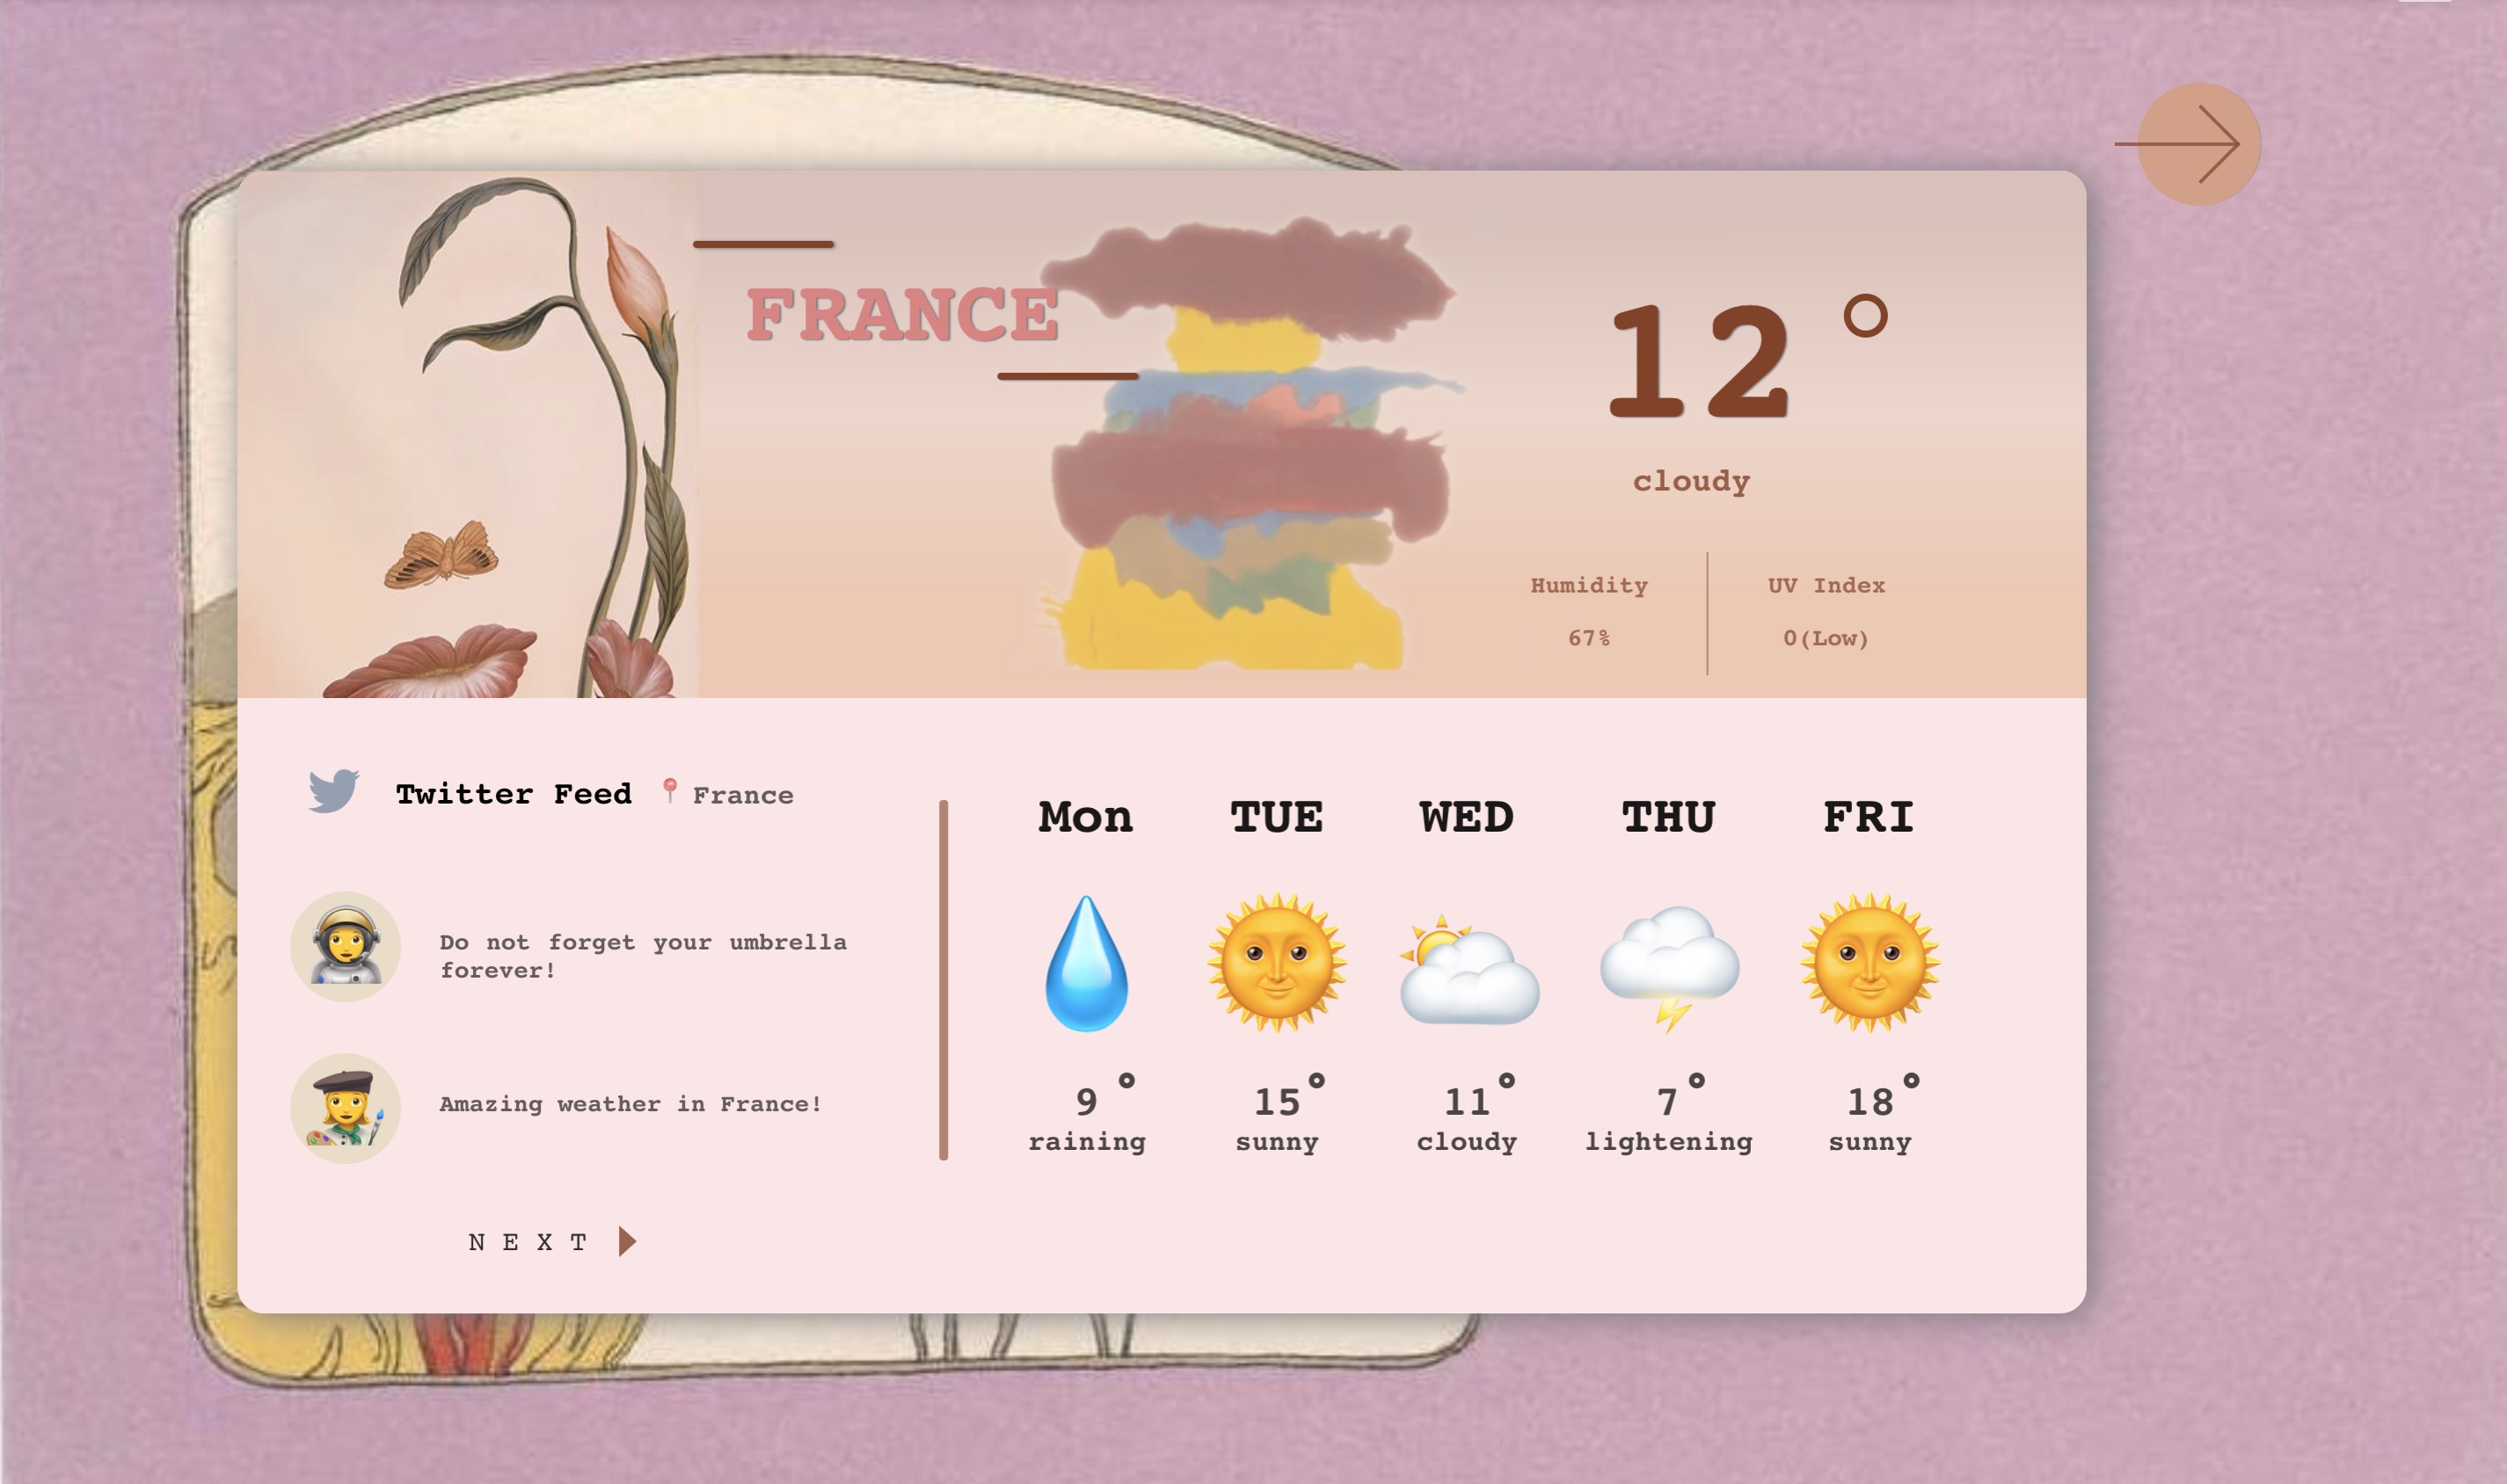 FRANCE
12 °
cloudy
Humidity
67%
UV Index
0(Low)
Twitter Feed 📍 France
Do not forget your umbrella
forever!
Amazing weather in France!
NEXT
Mon TUE WED THU FRI
9° 15° 11° 7° 18°
raining sunny cloudy lightening sunny